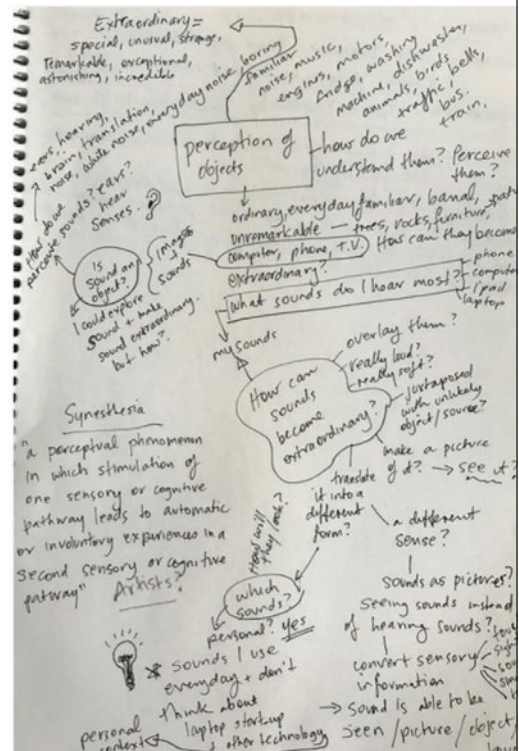 Extraordinary =
special, unusual, strange,
remarkable, exceptional,
astonishing, incredible
ears, hearing,
brain, translation,
noise, white noise, everyday noise boring
familiar
noise, music,
engines, motors,
fridge, washing
machine, dishwasher,
animals, birds
traffic, bells,
train, bus.
perception of
objects
how do we
understand them? Perceive
them?
ordinary, everyday, familiar, banal,
unremarkable — trees, rocks, furniture,
computer, phone, T.V.
How can they become
extraordinary?
How do we
perceive sounds? ears?
hear
senses.
?
Is
sound an
object?
images
+
sounds
I could explore
sound + make
sound extraordinary.
but how?
What sounds do I hear most?
phone
computer
ipad
laptop
my sounds
How can
sounds
become
extraordinary?
overlay them?
really loud?
really soft?
juxtaposed
with unlikely
object/source?
make a picture
of it? → see it?
translate
it into a
different
form?
a different
sense?
sounds as pictures?
seeing sounds instead
of hearing sounds?
convert sensory
information
→ sound is able to be
seen/picture/object/
Synesthesia
"a perceptual phenomenon
in which stimulation of
one sensory or cognitive
pathway leads to automatic
or involuntary experiences in a
second sensory or cognitive
patway"
Artists?
How will
they look?
which
sounds?
personal? yes
* sounds I use
everyday + don't
think about
laptop startup
+ other technology
personal
context